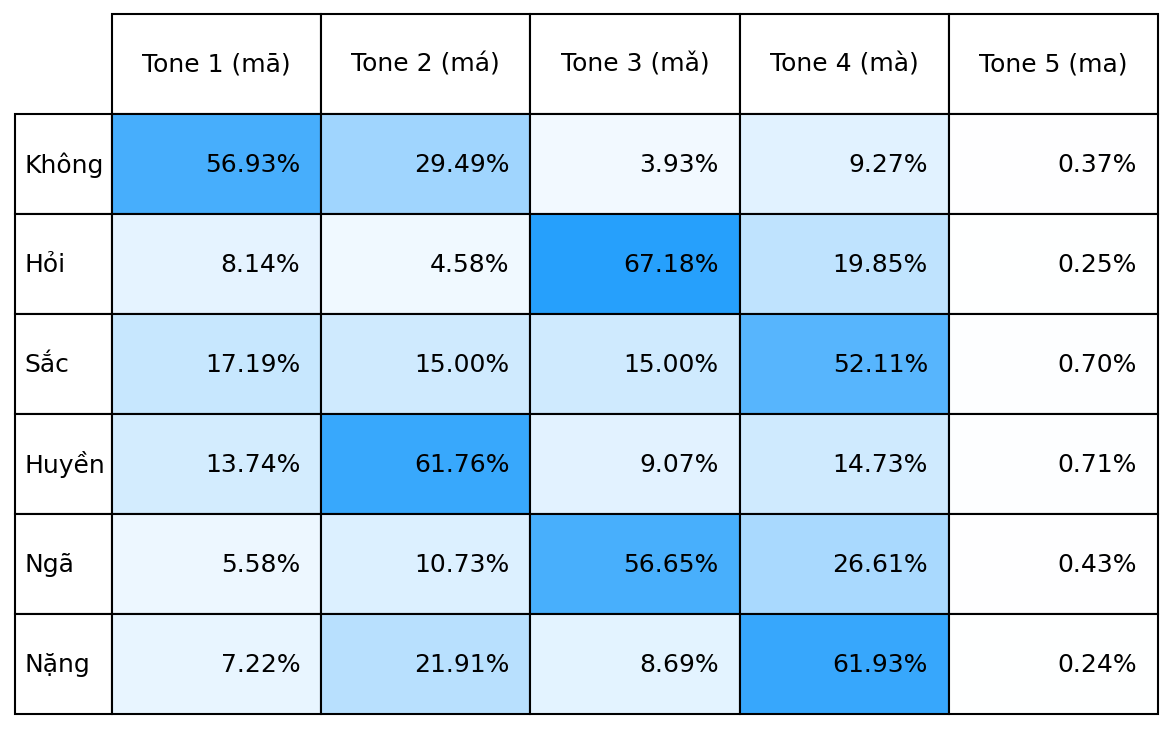 Tone 1 (mā) Tone 2 (má) Tone 3 (mǎ) Tone 4 (mà) Tone 5 (ma)
Không 56.93% 29.49% 3.93% 9.27% 0.37%
Hỏi 8.14% 4.58% 67.18% 19.85% 0.25%
Sắc 17.19% 15.00% 15.00% 52.11% 0.70%
Huyền 13.74% 61.76% 9.07% 14.73% 0.71%
Ngã 5.58% 10.73% 56.65% 26.61% 0.43%
Nặng 7.22% 21.91% 8.69% 61.93% 0.24%